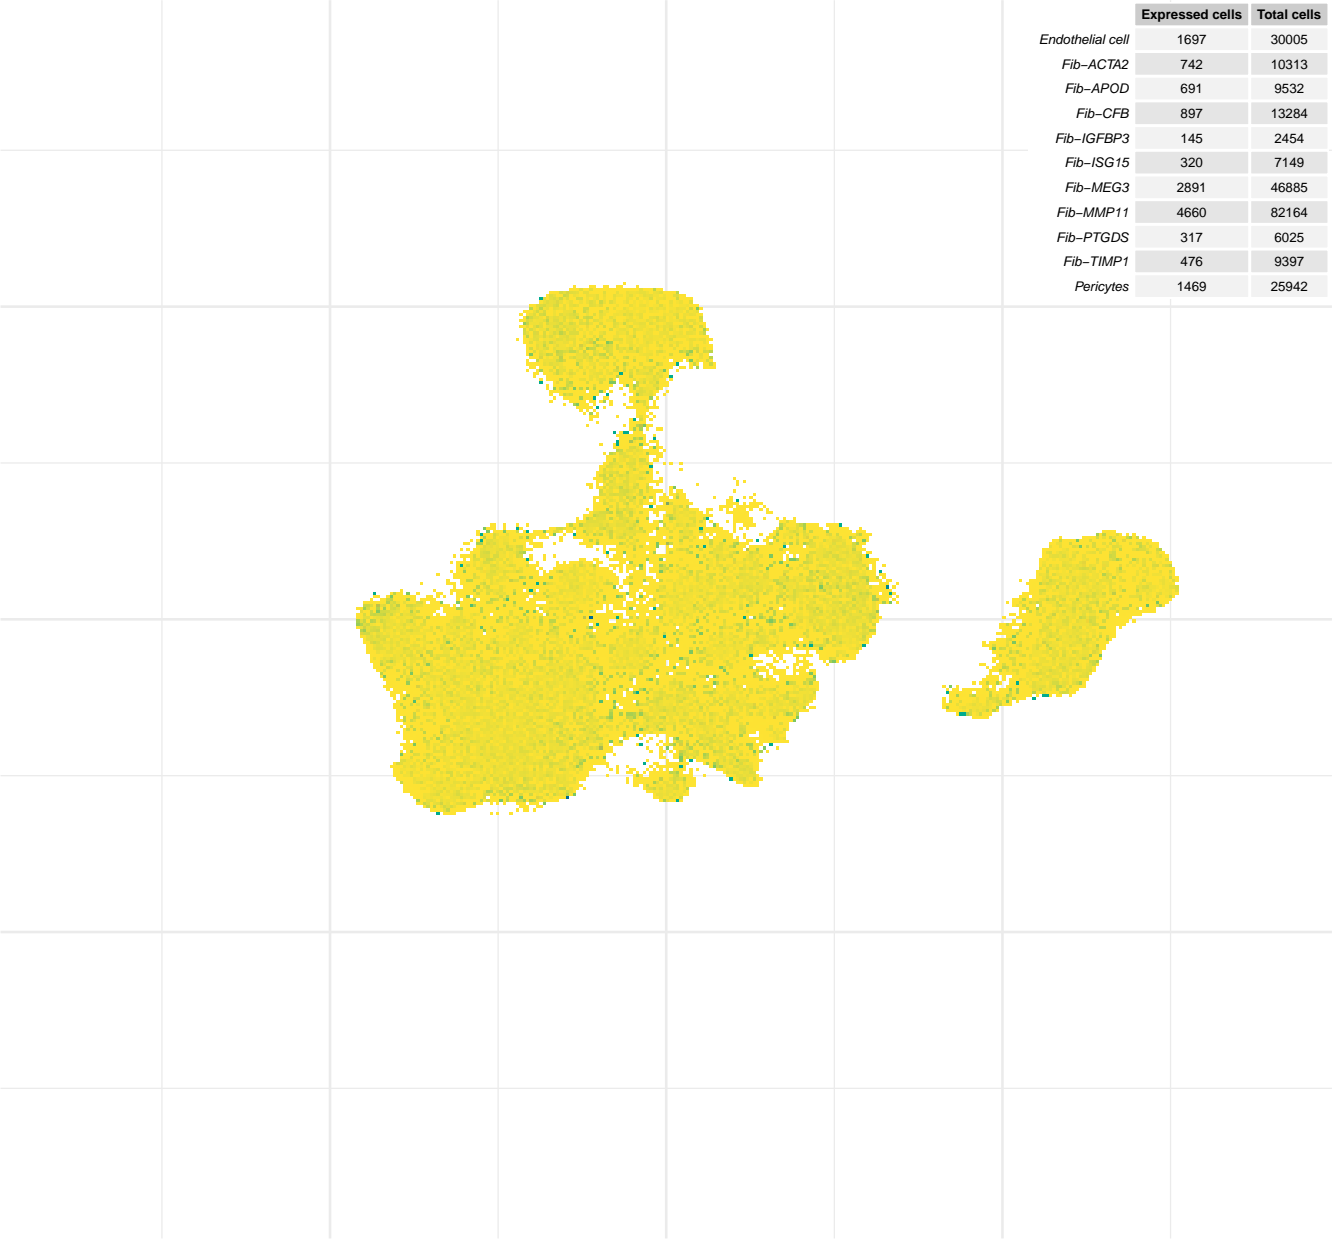 Expressed cells Total cells
Endothelial cell 1697 30005
Fib−ACTA2 742 10313
Fib−APOD 691 9532
Fib−CFB 897 13284
Fib−IGFBP3 145 2454
Fib−ISG15 320 7149
Fib−MEG3 2891 46885
Fib−MMP11 4660 82164
Fib−PTGDS 317 6025
Fib−TIMP1 476 9397
Pericytes 1469 25942